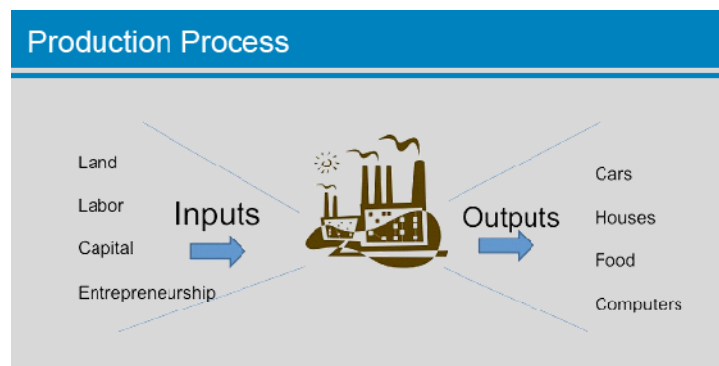 Production Process
Land
Labor
Capital
Entrepreneurship
Inputs
Outputs
Cars
Houses
Food
Computers